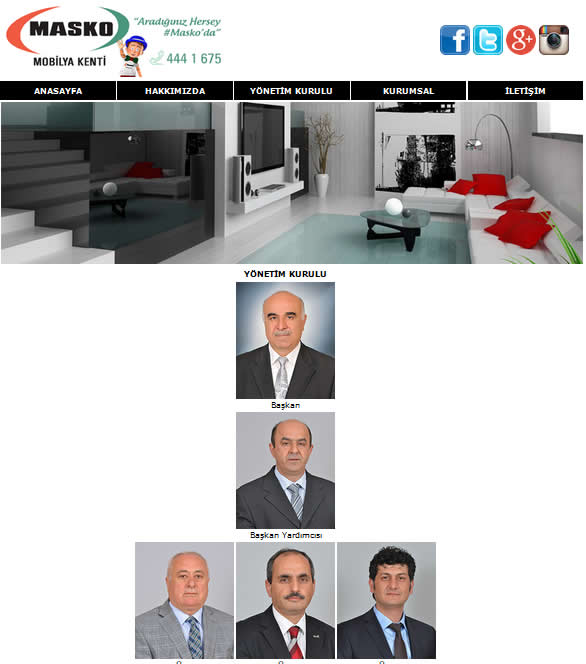 MASKO
MOBİLYA KENTİ
"Aradığınız Hersey
#Masko'da"
444 1 675
ANASAYFA
HAKKIMIZDA
YÖNETİM KURULU
KURUMSAL
İLETİŞİM
YÖNETİM KURULU
Başkan
Başkan Yardımcısı